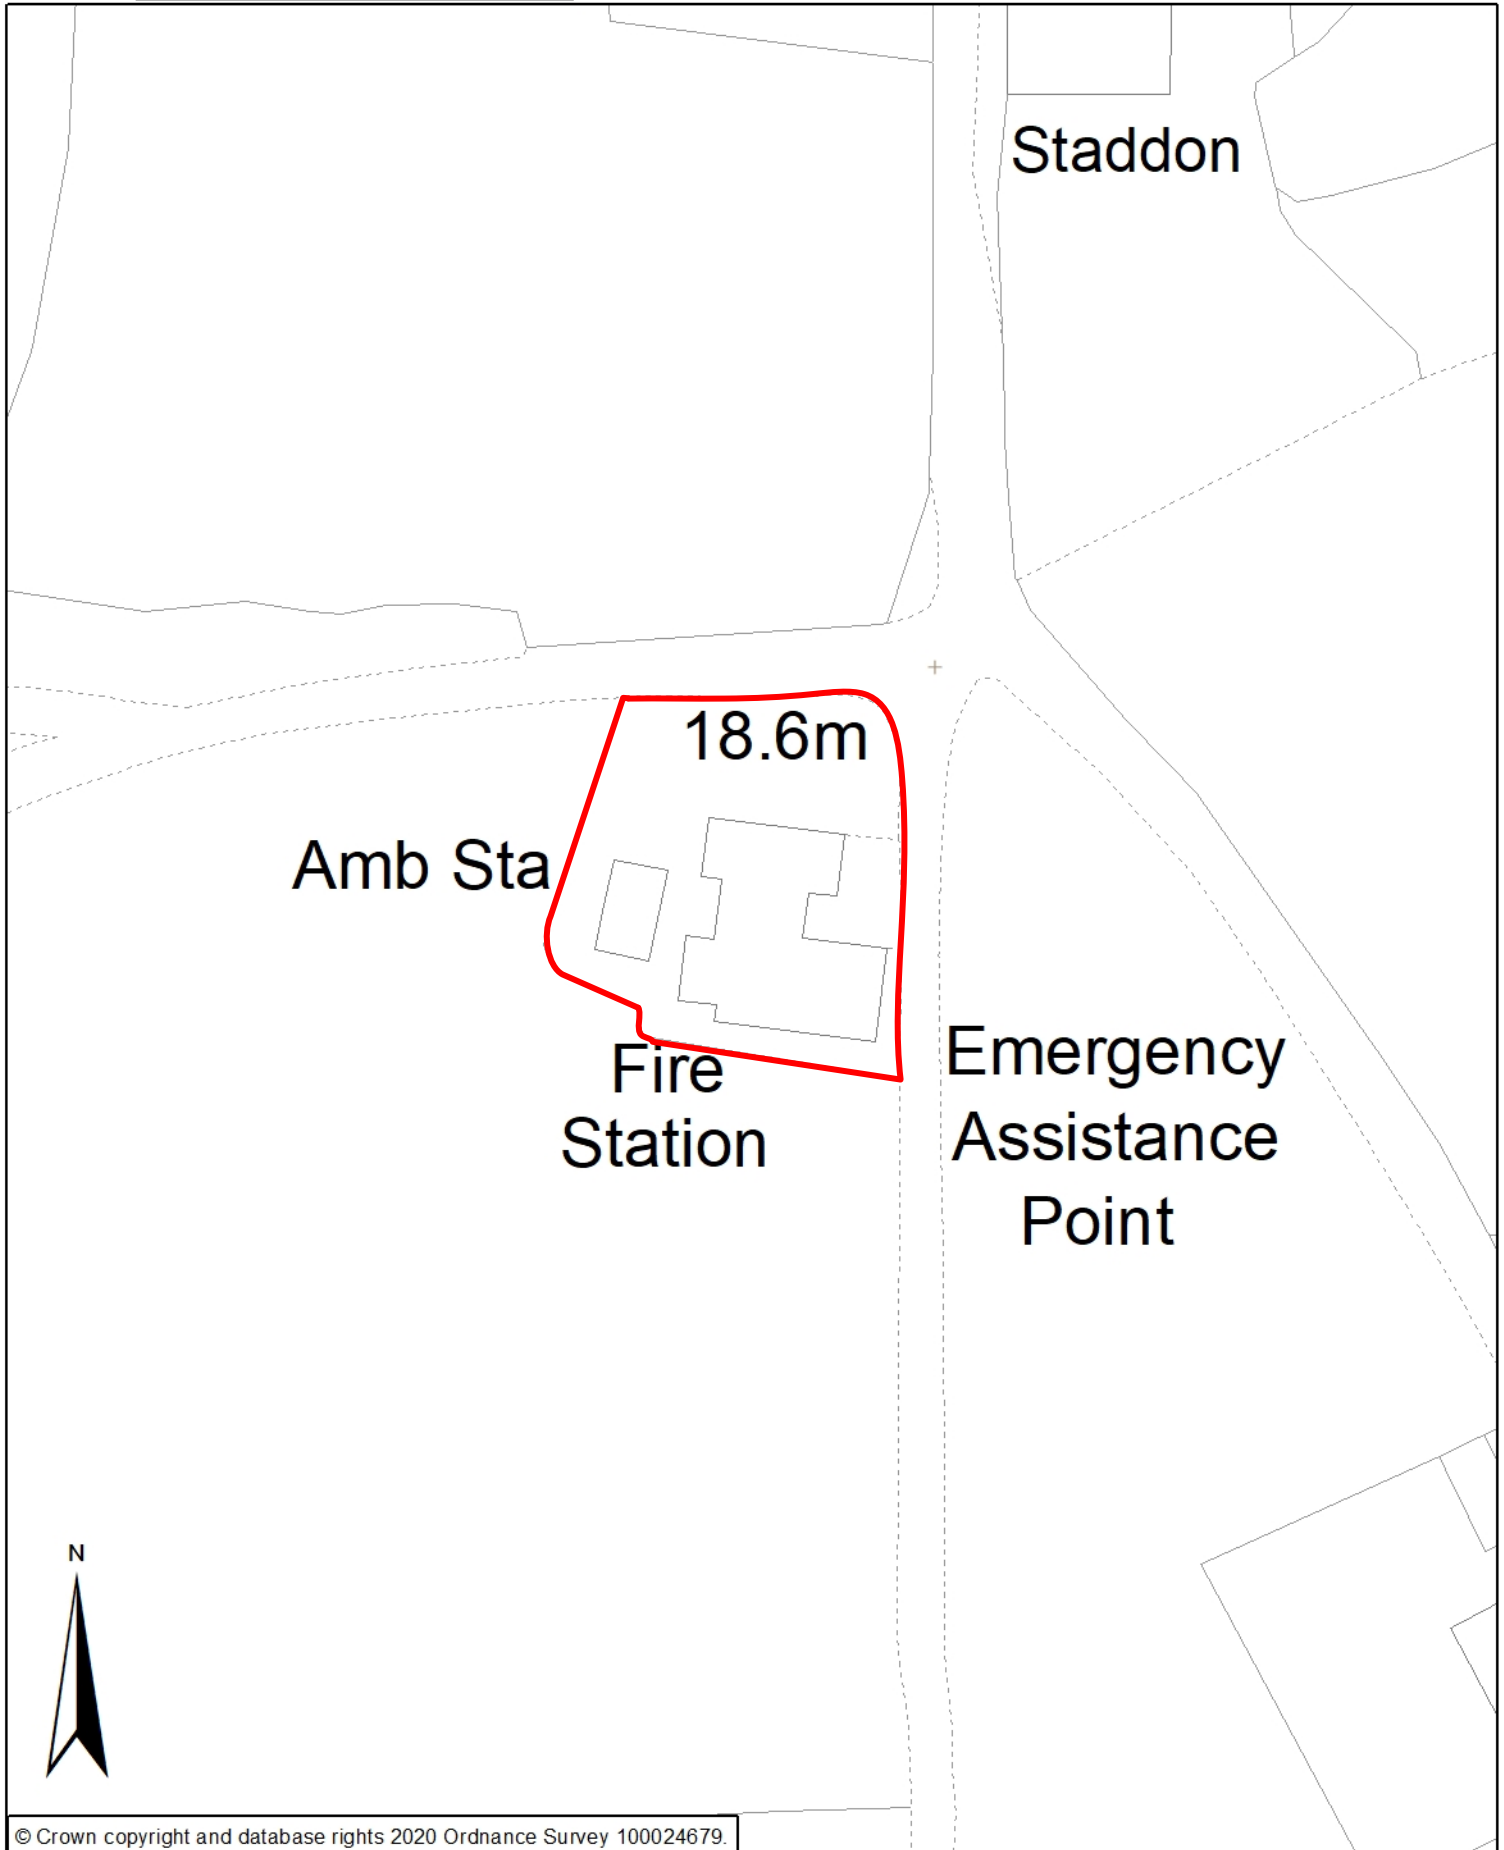 Staddon
18.6m
Amb Sta
Fire
Station
Emergency
Assistance
Point
N
© Crown copyright and database rights 2020 Ordnance Survey 100024679.